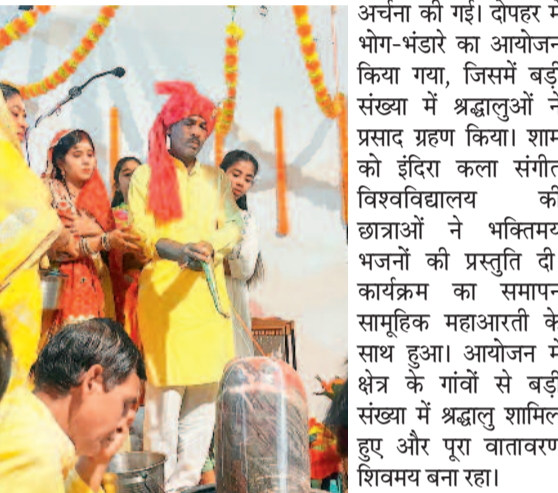 अर्चना की गई। दोपहर में
भोग-भंडारे का आयोजन
किया गया, जिसमें बड़ी
संख्या में श्रद्धालुओं ने
प्रसाद ग्रहण किया। शाम
को इंदिरा कला संगीत
विश्वविद्यालय की
छात्राओं ने भक्तिमय
भजनों की प्रस्तुति दी
कार्यक्रम का समापन
सामूहिक महाआरती के
साथ हुआ। आयोजन में
क्षेत्र के गांवों से बड़ी
संख्या में श्रद्धालु शामिल
हुए और पूरा वातावरण
शिवमय बना रहा।